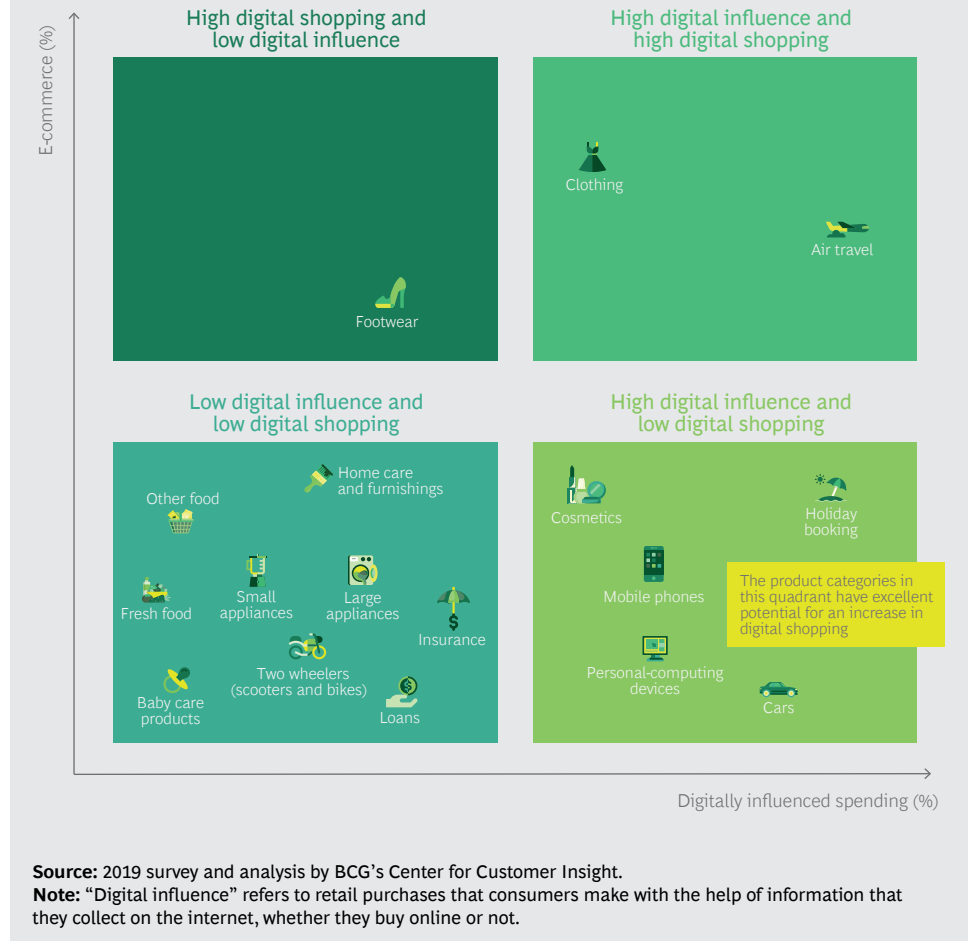 High digital shopping and
low digital influence
High digital influence and
high digital shopping
E-commerce (%)
Clothing
Air travel
Footwear
Low digital influence and
low digital shopping
High digital influence and
low digital shopping
Home care
and furnishings
Other food
Cosmetics
Holiday
booking
Fresh food
Small
appliances
Large
appliances
Insurance
Mobile phones
The product categories in
this quadrant have excellent
potential for an increase in
digital shopping
Two wheelers
(scooters and bikes)
Personal-computing
devices
Baby care
products
Loans
Cars
Digitally influenced spending (%)
Source: 2019 survey and analysis by BCG’s Center for Customer Insight.
Note: “Digital influence” refers to retail purchases that consumers make with the help of information that
they collect on the internet, whether they buy online or not.